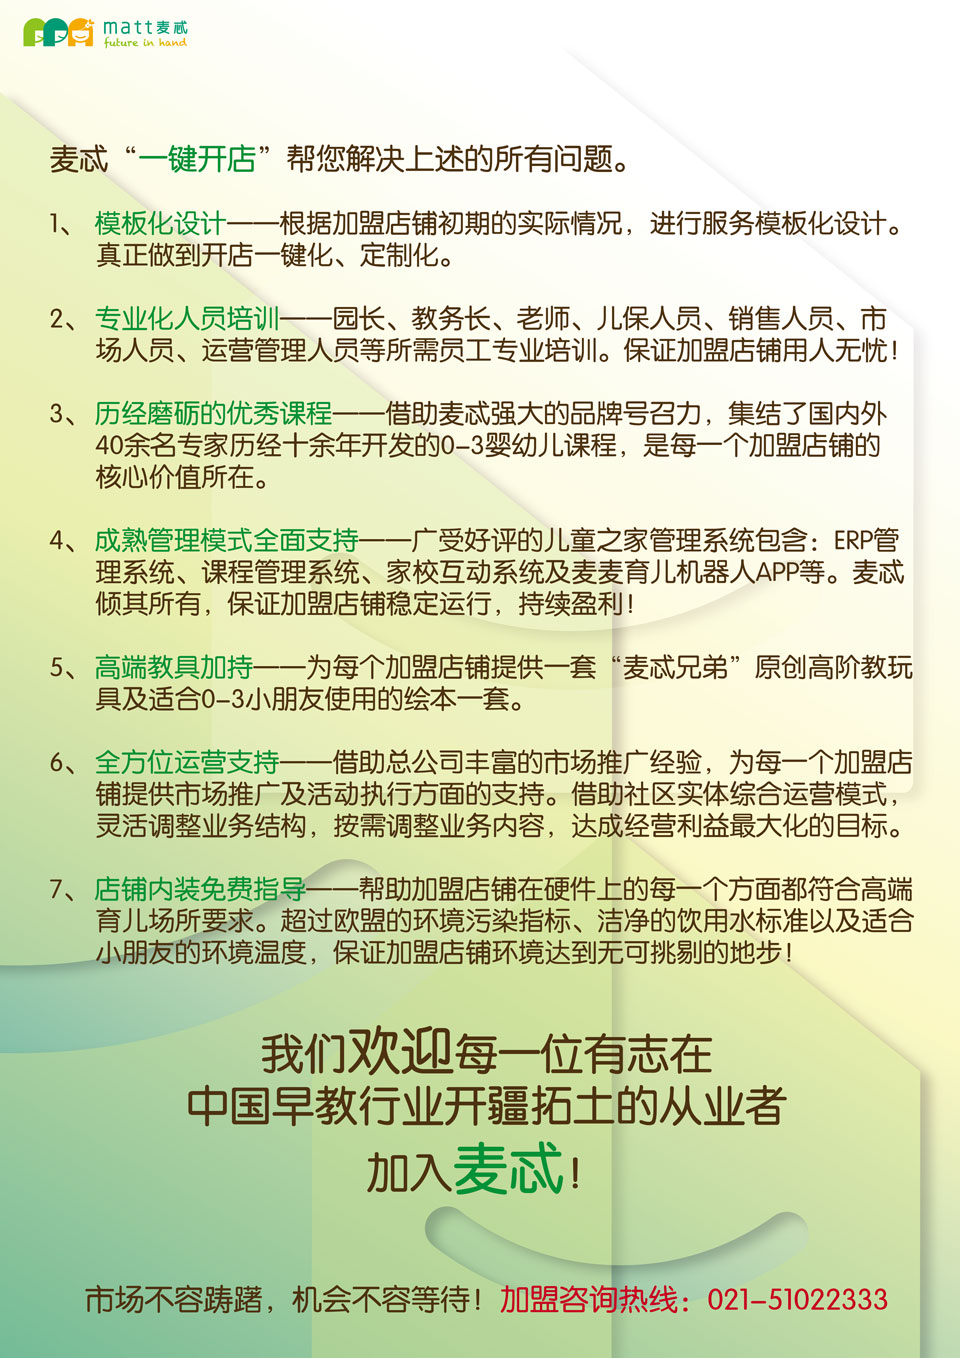 matt麦忒
future in hand
麦忒“一键开店”帮您解决上述的所有问题。
1、模板化设计——根据加盟店铺初期的实际情况，进行服务模板化设计。
真正做到开店一键化、定制化。
2、专业化人员培训——园长、教务长、老师、儿保人员、销售人员、市
场人员、运营管理人员等所需员工专业培训。保证加盟店铺用人无忧！
3、历经磨砺的优秀课程——借助麦忒强大的品牌号召力，集结了国内外
40余名专家历经十余年开发的0-3婴幼儿课程，是每一个加盟店铺的
核心价值所在。
4、成熟管理模式全面支持——广受好评的儿童之家管理系统包含：ERP管
理系统、课程管理系统、家校互动系统及麦麦育儿机器人APP等。麦忒
倾其所有，保证加盟店铺稳定运行，持续盈利！
5、高端教具加持——为每个加盟店铺提供一套“麦忒兄弟”原创高阶教玩
具及适合0-3小朋友使用的绘本一套。
6、全方位运营支持——借助总公司丰富的市场推广经验，为每一个加盟店
铺提供市场推广及活动执行方面的支持。借助社区实体综合运营模式，
灵活调整业务结构，按需调整业务内容，达成经营利益最大化的目标。
7、店铺内装免费指导——帮助加盟店铺在硬件上的每一个方面都符合高端
育儿场所要求。超过欧盟的环境污染指标、洁净的饮用水标准以及适合
小朋友的环境温度，保证加盟店铺环境达到无可挑剔的地步！
我们欢迎每一位有志在
中国早教行业开疆拓土的从业者
加入麦忒！
市场不容踌躇，机会不容等待！加盟咨询热线：021-51022333